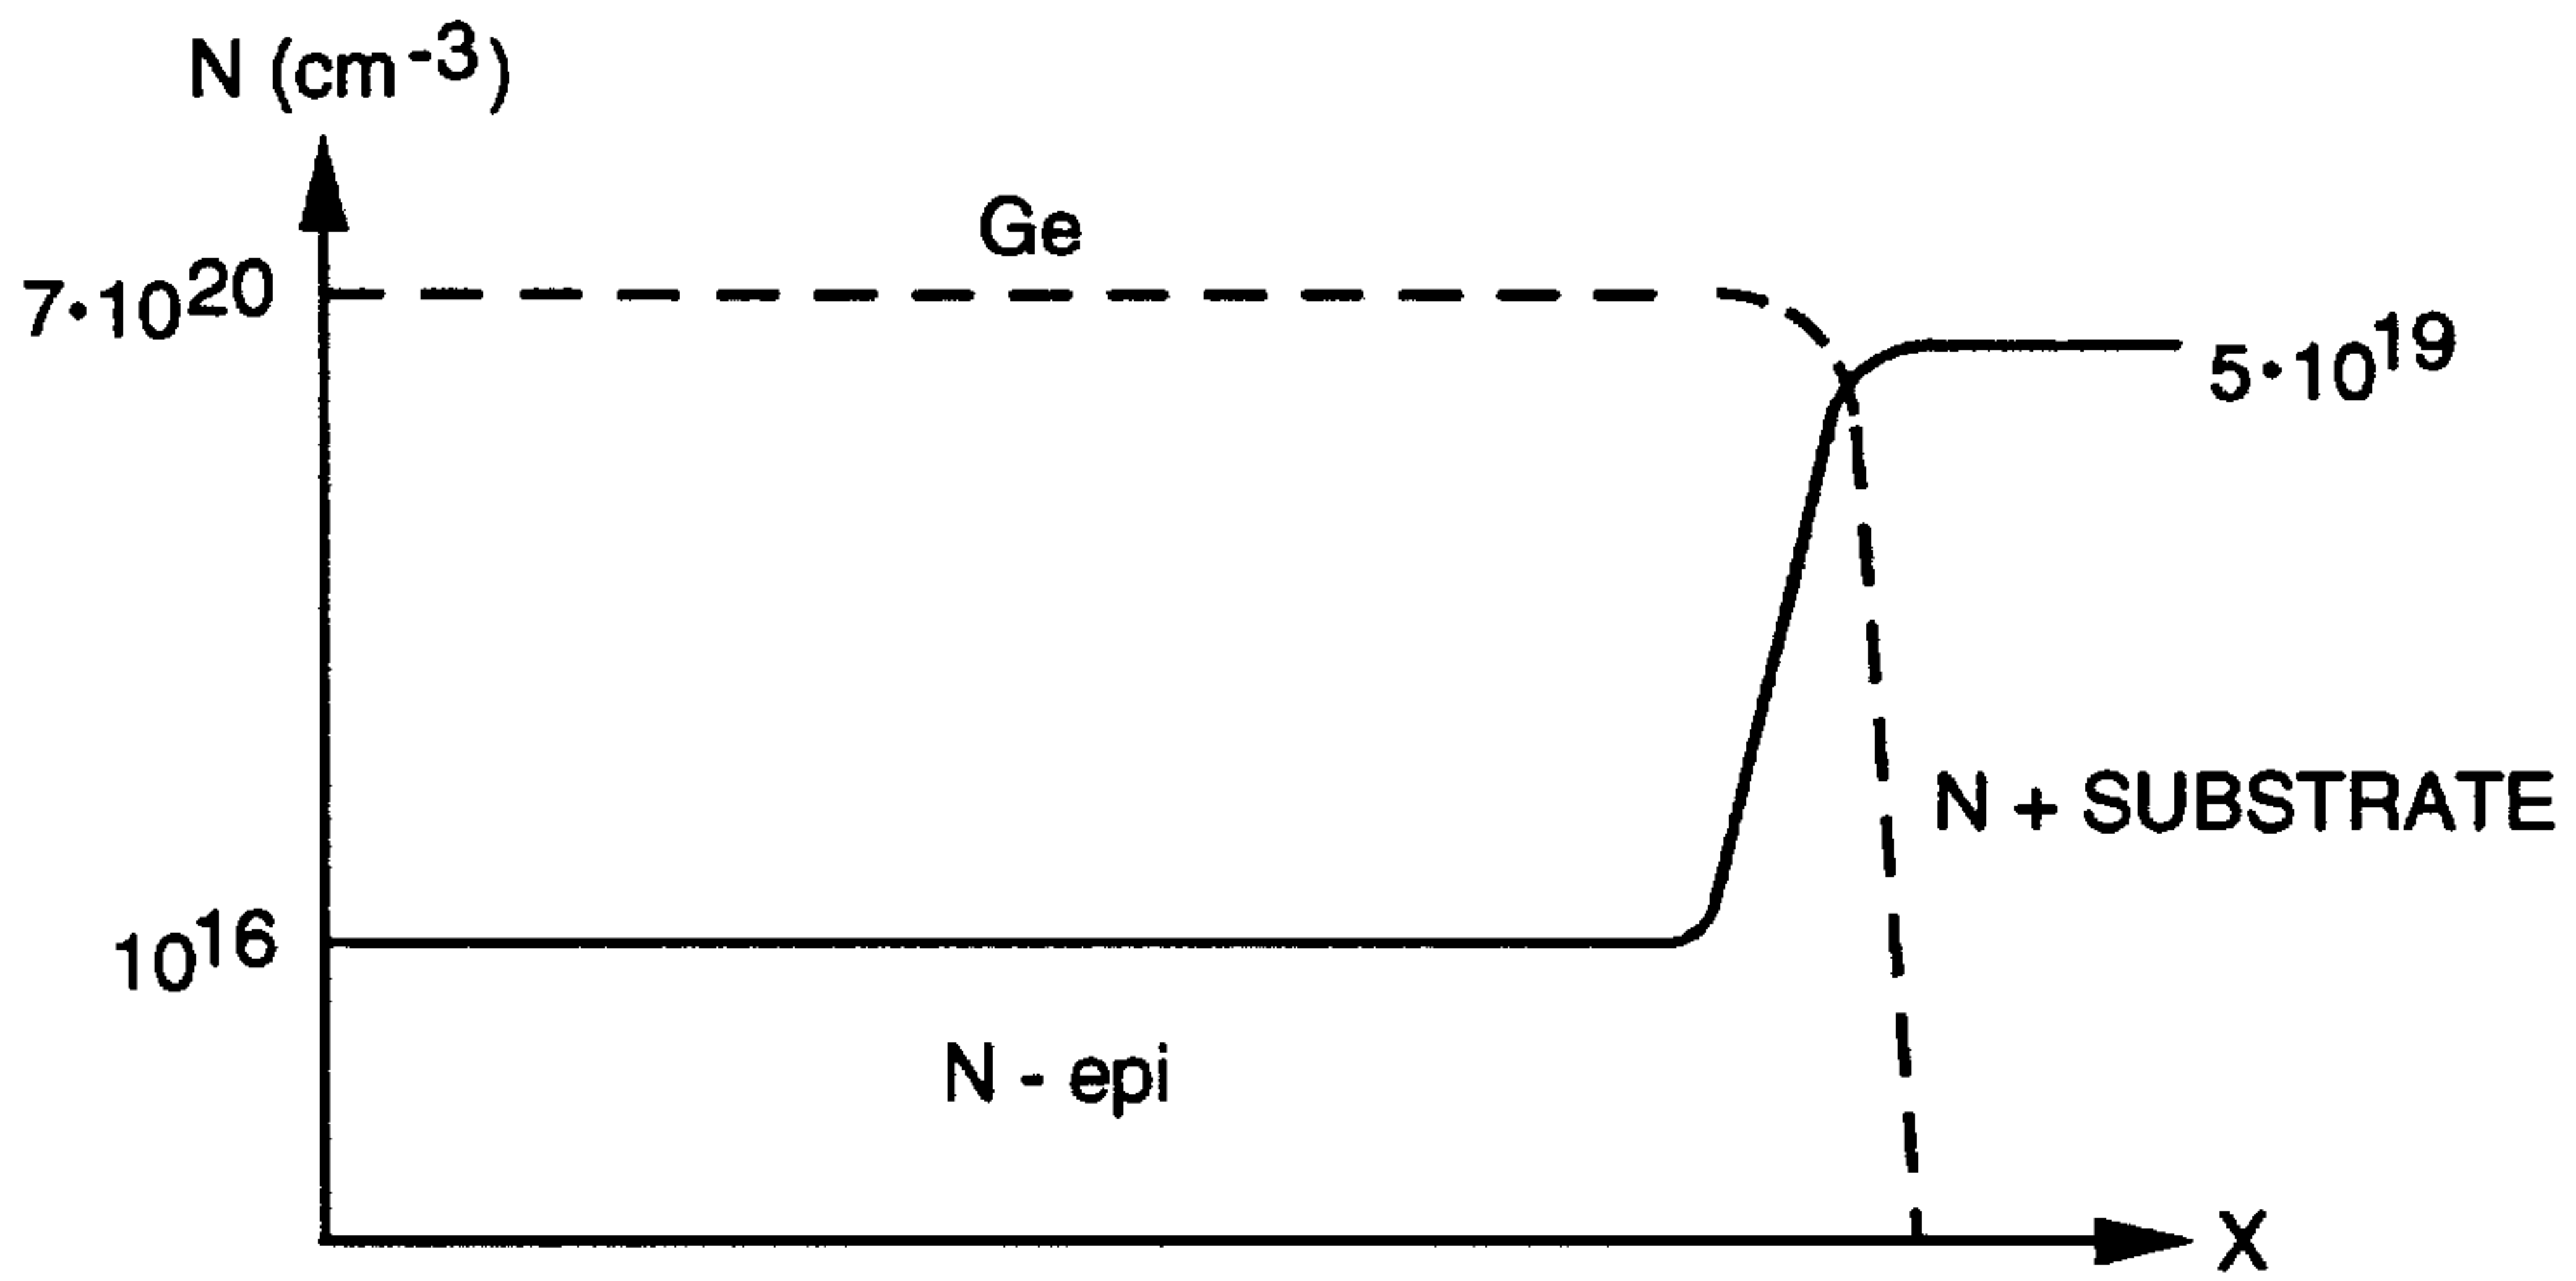 N (cm⁻³)
Ge
7·10²⁰
5·10¹⁹
N + SUBSTRATE
10¹⁶
N - epi
X